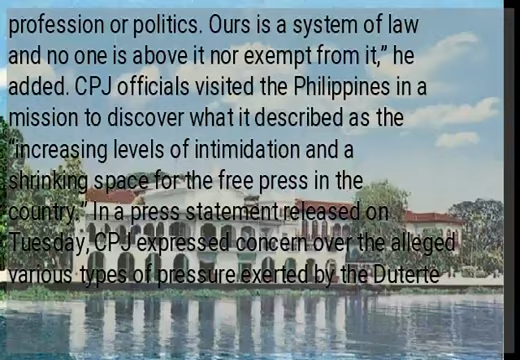 profession or politics. Ours is a system of law
and no one is above it nor exempt from it,” he
added. CPJ officials visited the Philippines in a
mission to discover what it described as the
“increasing levels of intimidation and a
shrinking space for the free press in the
country.” In a press statement released on
Tuesday, CPJ expressed concern over the alleged
various types of pressure exerted by the Duterte